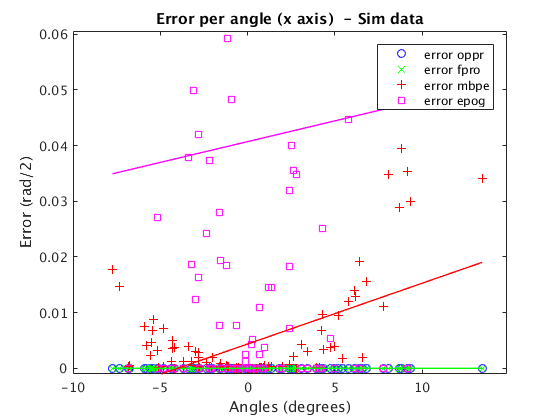 Error per angle (x axis)  - Sim data
0.06
0.05
0.04
0.03
0.02
0.01
0
Error (rad/2)
error oppr
error fpro
error mbpe
error epog
-10
-5
0
5
10
Angles (degrees)